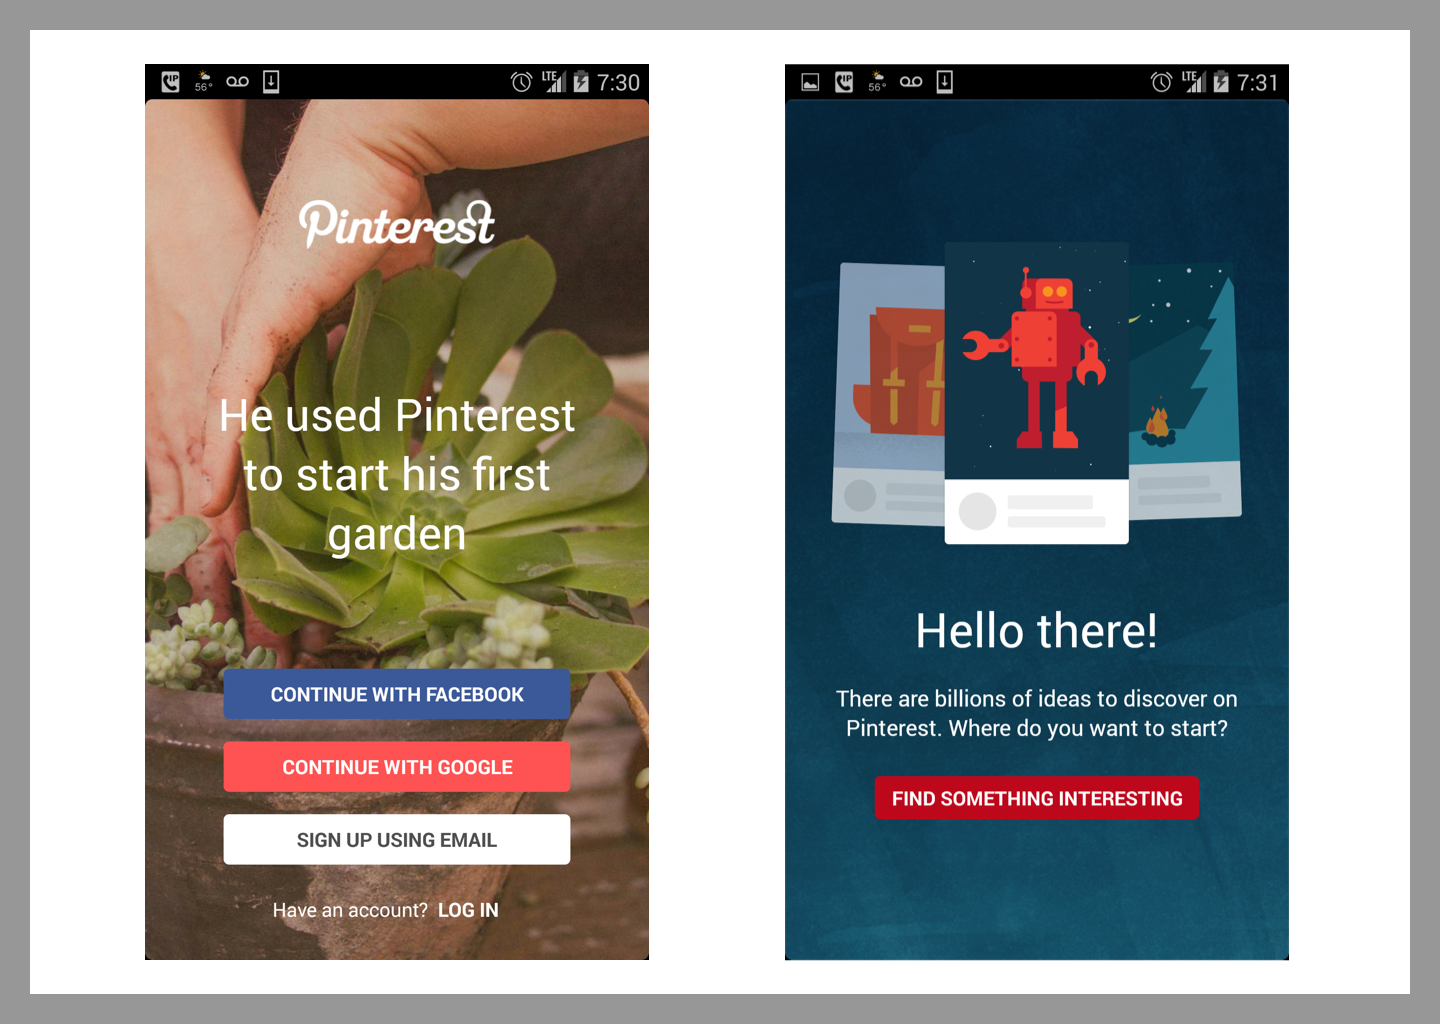 56°
LTE
7:30
Pinterest
He used Pinterest
to start his first
garden
CONTINUE WITH FACEBOOK
CONTINUE WITH GOOGLE
SIGN UP USING EMAIL
Have an account? LOG IN
56°
LTE
7:31
Hello there!
There are billions of ideas to discover on
Pinterest. Where do you want to start?
FIND SOMETHING INTERESTING